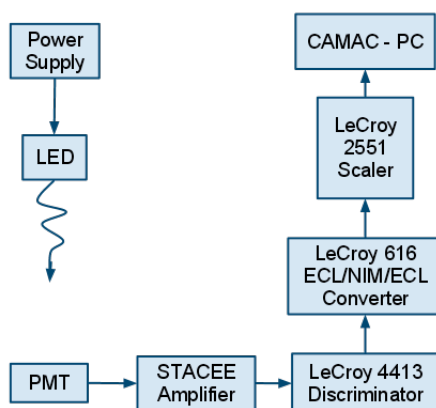 Power
Supply
LED
PMT
STACEE
Amplifier
LeCroy 4413
Discriminator
LeCroy 616
ECL/NIM/ECL
Converter
LeCroy
2551
Scaler
CAMAC - PC